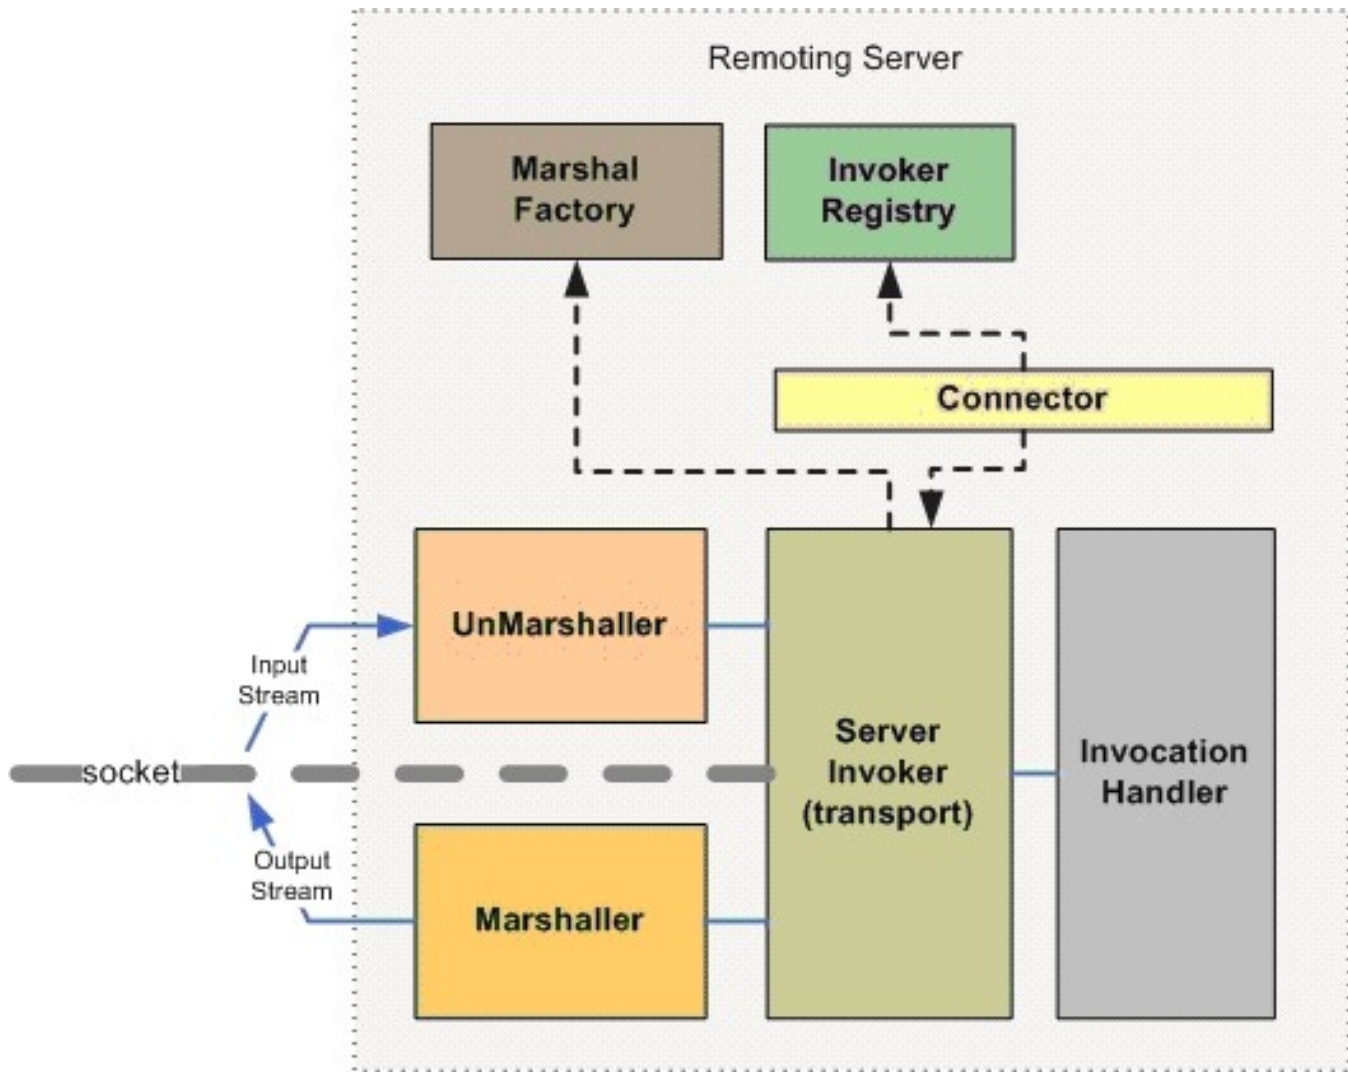 Remoting Server
Marshal
Factory
Invoker
Registry
Connector
UnMarshaller
Input
Stream
Server
Invoker
(transport)
Invocation
Handler
socket
Output
Stream
Marshaller